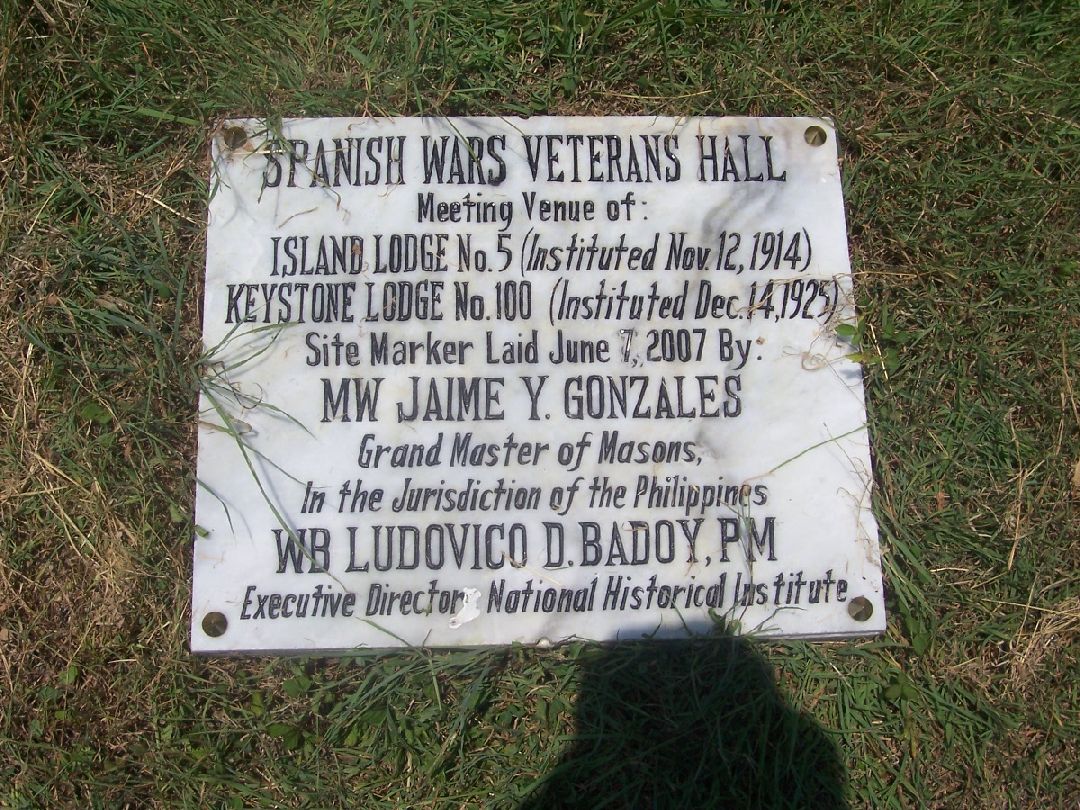 SPANISH WARS VETERANS HALL
Meeting Venue of:
ISLAND LODGE No. 5 (Instituted Nov. 12, 1914)
KEYSTONE LODGE No. 100 (Instituted Dec. 14, 1925)
Site Marker Laid June 7, 2007 By:
MW JAIME Y. GONZALES
Grand Master of Masons,
In the Jurisdiction of the Philippines
WB LUDOVICO D. BADOY, PM
Executive Director, National Historical Institute